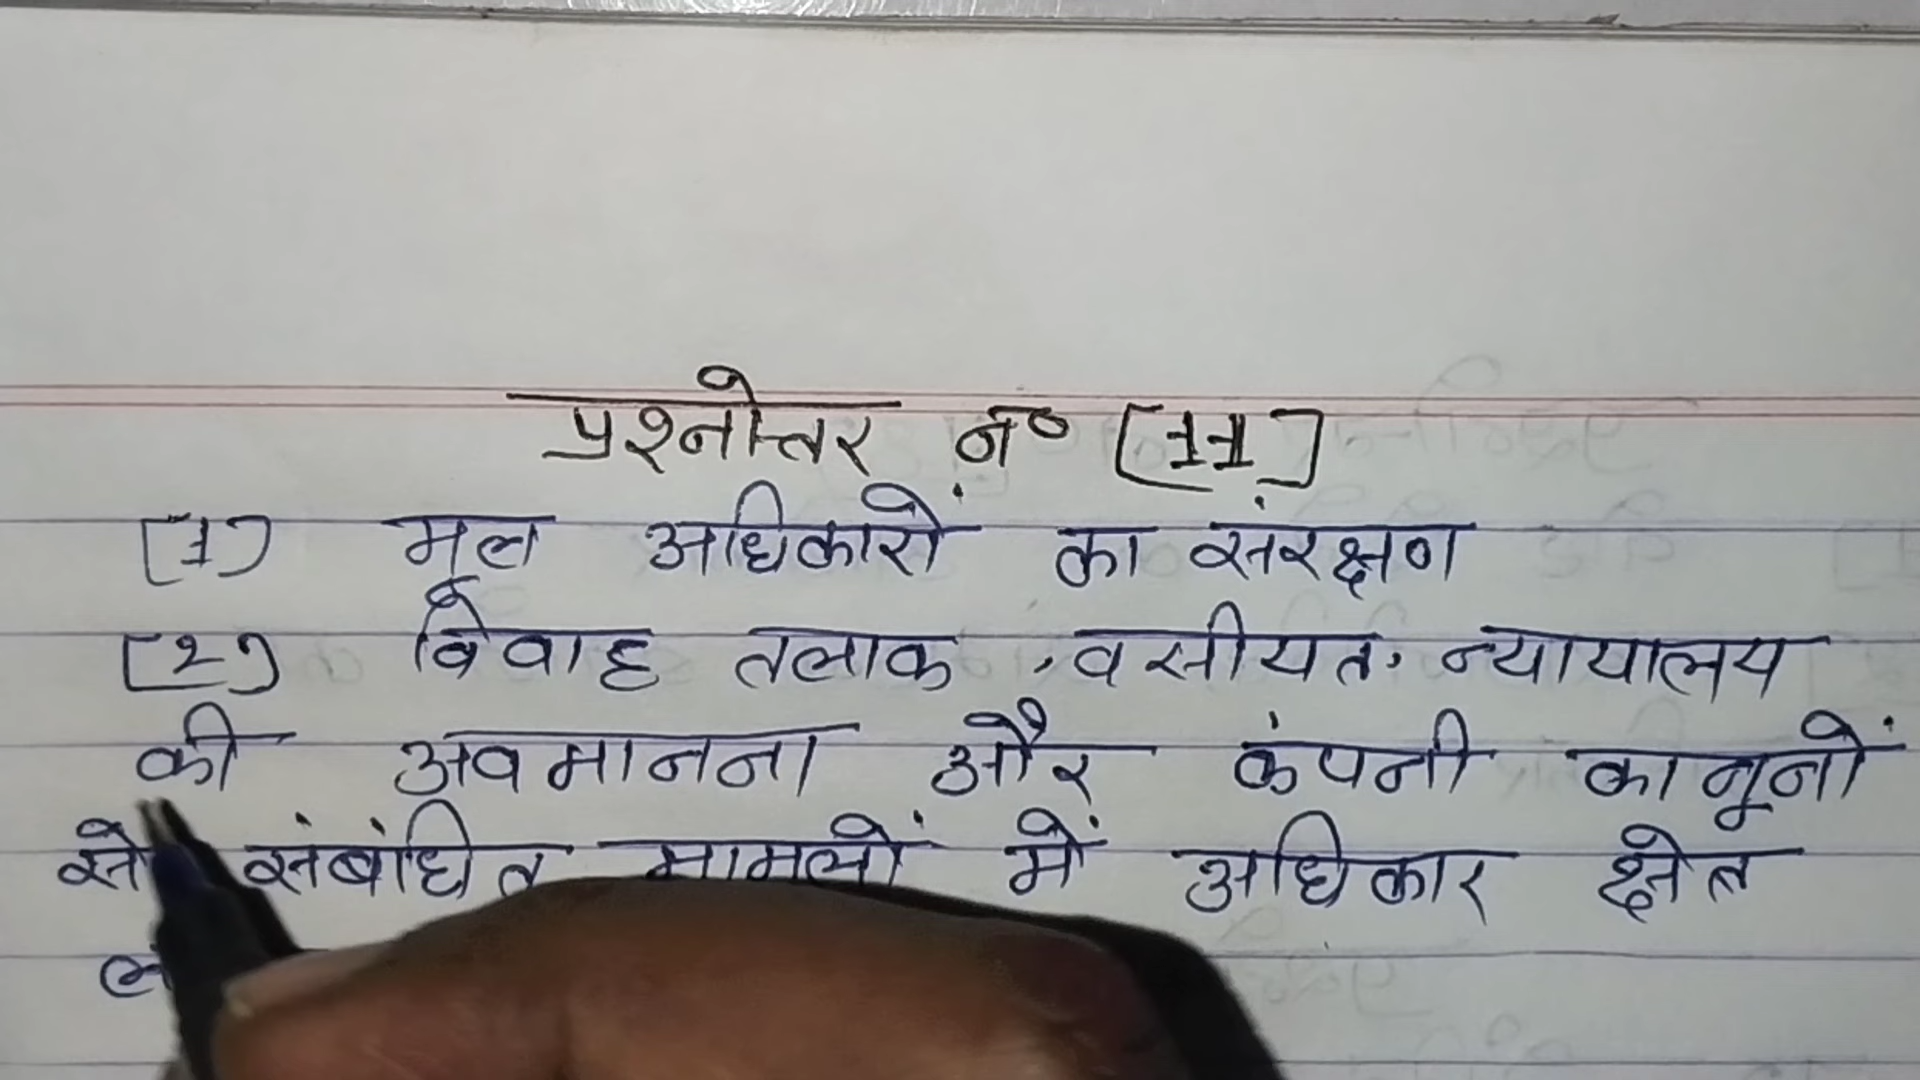 प्रश्नोत्तर नं० [11]
[1] मूल अधिकारों का संरक्षण
[2] विवाह तलाक, वसीयत, न्यायालय
की अवमानना और कंपनी कानूनों
से संबंधित मामलों में अधिकार क्षेत्र